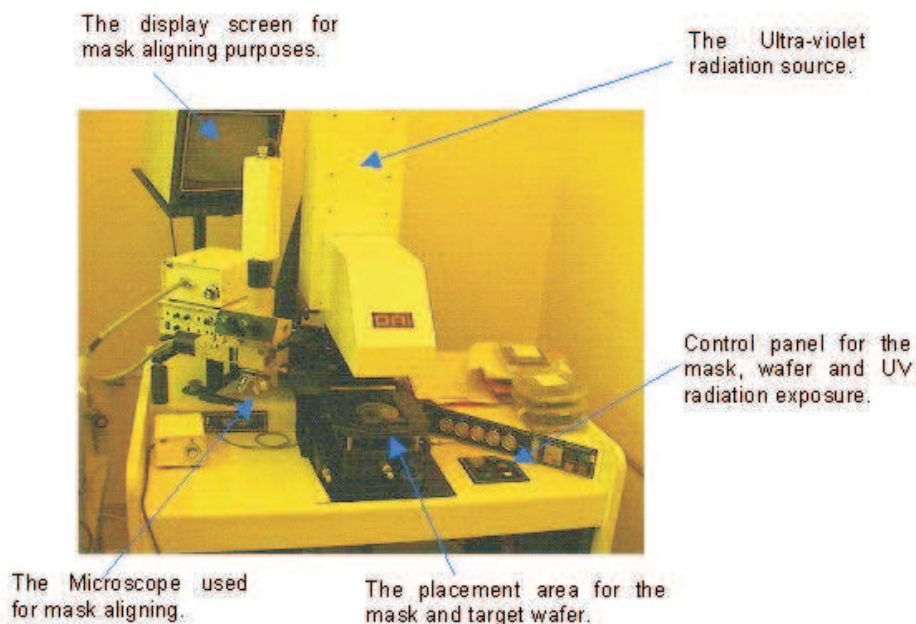 The display screen for
mask aligning purposes.
The Ultra-violet
radiation source.
OAI
Control panel for the
mask, wafer and UV
radiation exposure.
The Microscope used
for mask aligning.
The placement area for the
mask and target wafer.